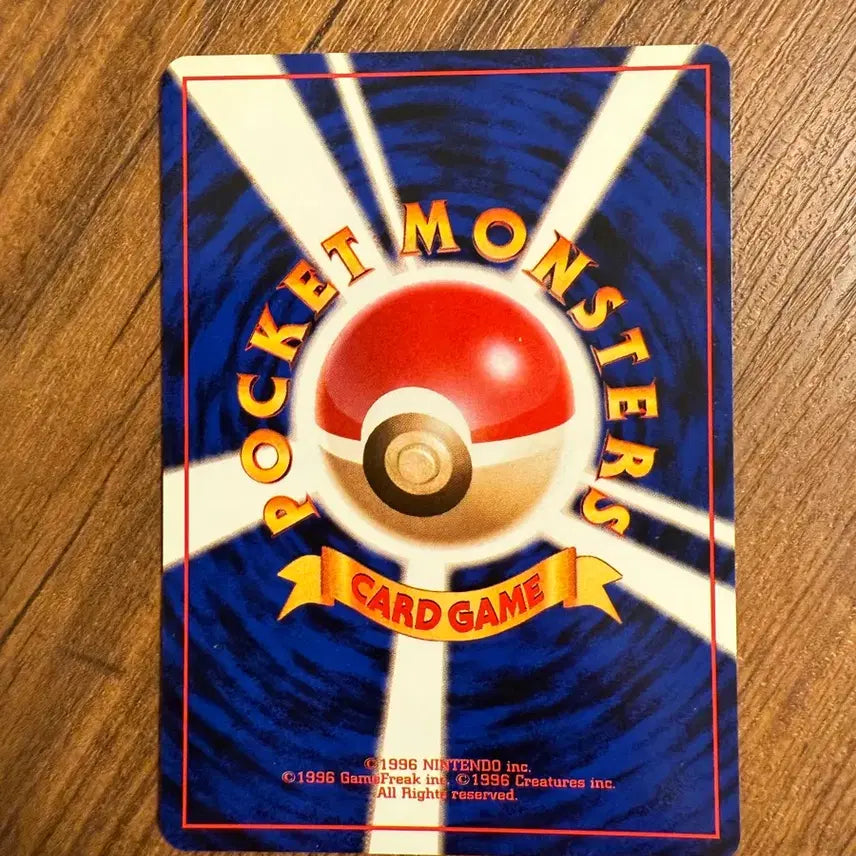 POCKET MONSTERS
CARD GAME
©1996 NINTENDO inc.
©1996 GameFreak inc. ©1996 Creatures inc.
All Rights reserved.